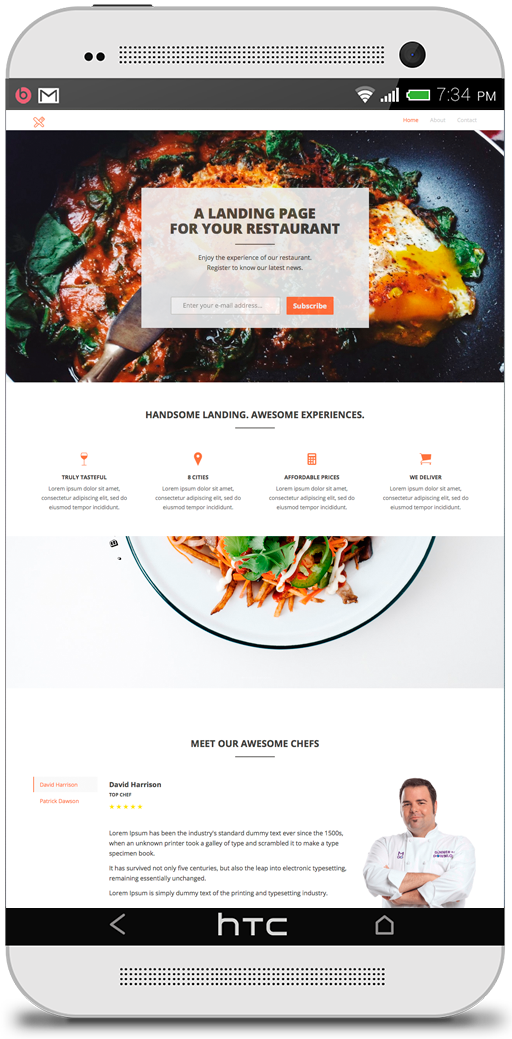 7:34 PM
Home About Contact
A LANDING PAGE
FOR YOUR RESTAURANT
Enjoy the experience of our restaurant.
Register to know our latest news.
Enter your e-mail address... Subscribe
HANDSOME LANDING. AWESOME EXPERIENCES.
TRULY TASTEFUL
Lorem ipsum dolor sit amet,
consectetur adipiscing elit, sed do
eiusmod tempor incididunt.
8 CITIES
Lorem ipsum dolor sit amet,
consectetur adipiscing elit, sed do
eiusmod tempor incididunt.
AFFORDABLE PRICES
Lorem ipsum dolor sit amet,
consectetur adipiscing elit, sed do
eiusmod tempor incididunt.
WE DELIVER
Lorem ipsum dolor sit amet,
consectetur adipiscing elit, sed do
eiusmod tempor incididunt.
MEET OUR AWESOME CHEFS
David Harrison
Patrick Dawson
David Harrison
TOP CHEF
Lorem Ipsum has been the industry's standard dummy text ever since the 1500s,
when an unknown printer took a galley of type and scrambled it to make a type
specimen book.
It has survived not only five centuries, but also the leap into electronic typesetting,
remaining essentially unchanged.
Lorem Ipsum is simply dummy text of the printing and typesetting industry.
hTC